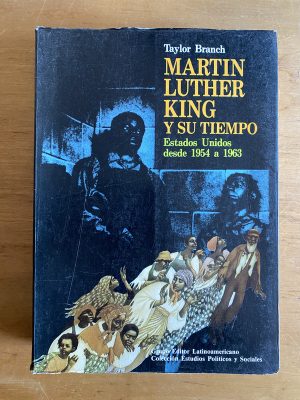 Taylor Branch
MARTIN
LUTHER
KING
Y SU TIEMPO
Estados Unidos
desde 1954 a 1963
Grupo Editor Latinoamericano
Colección Estudios Políticos y Sociales